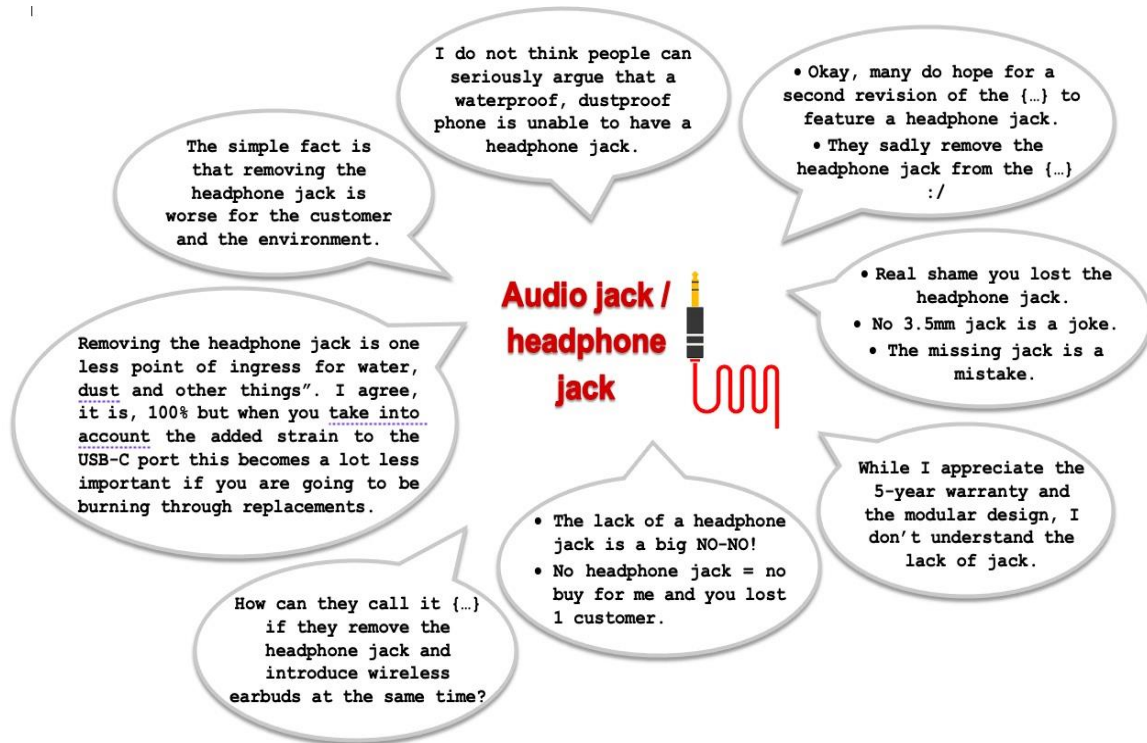 I do not think people can
seriously argue that a
waterproof, dustproof
phone is unable to have a
headphone jack.
• Okay, many do hope for a
second revision of the {…} to
feature a headphone jack.
• They sadly remove the
headphone jack from the {…}
:/
The simple fact is
that removing the
headphone jack is
worse for the customer
and the environment.
Audio jack /
headphone
jack
• Real shame you lost the
headphone jack.
• No 3.5mm jack is a joke.
• The missing jack is a
mistake.
Removing the headphone jack is one
less point of ingress for water,
dust and other things”. I agree,
it is, 100% but when you take into
account the added strain to the
USB-C port this becomes a lot less
important if you are going to be
burning through replacements.
While I appreciate the
5-year warranty and
the modular design, I
don’t understand the
lack of jack.
• The lack of a headphone
jack is a big NO-NO!
• No headphone jack = no
buy for me and you lost
1 customer.
How can they call it {…}
if they remove the
headphone jack and
introduce wireless
earbuds at the same time?